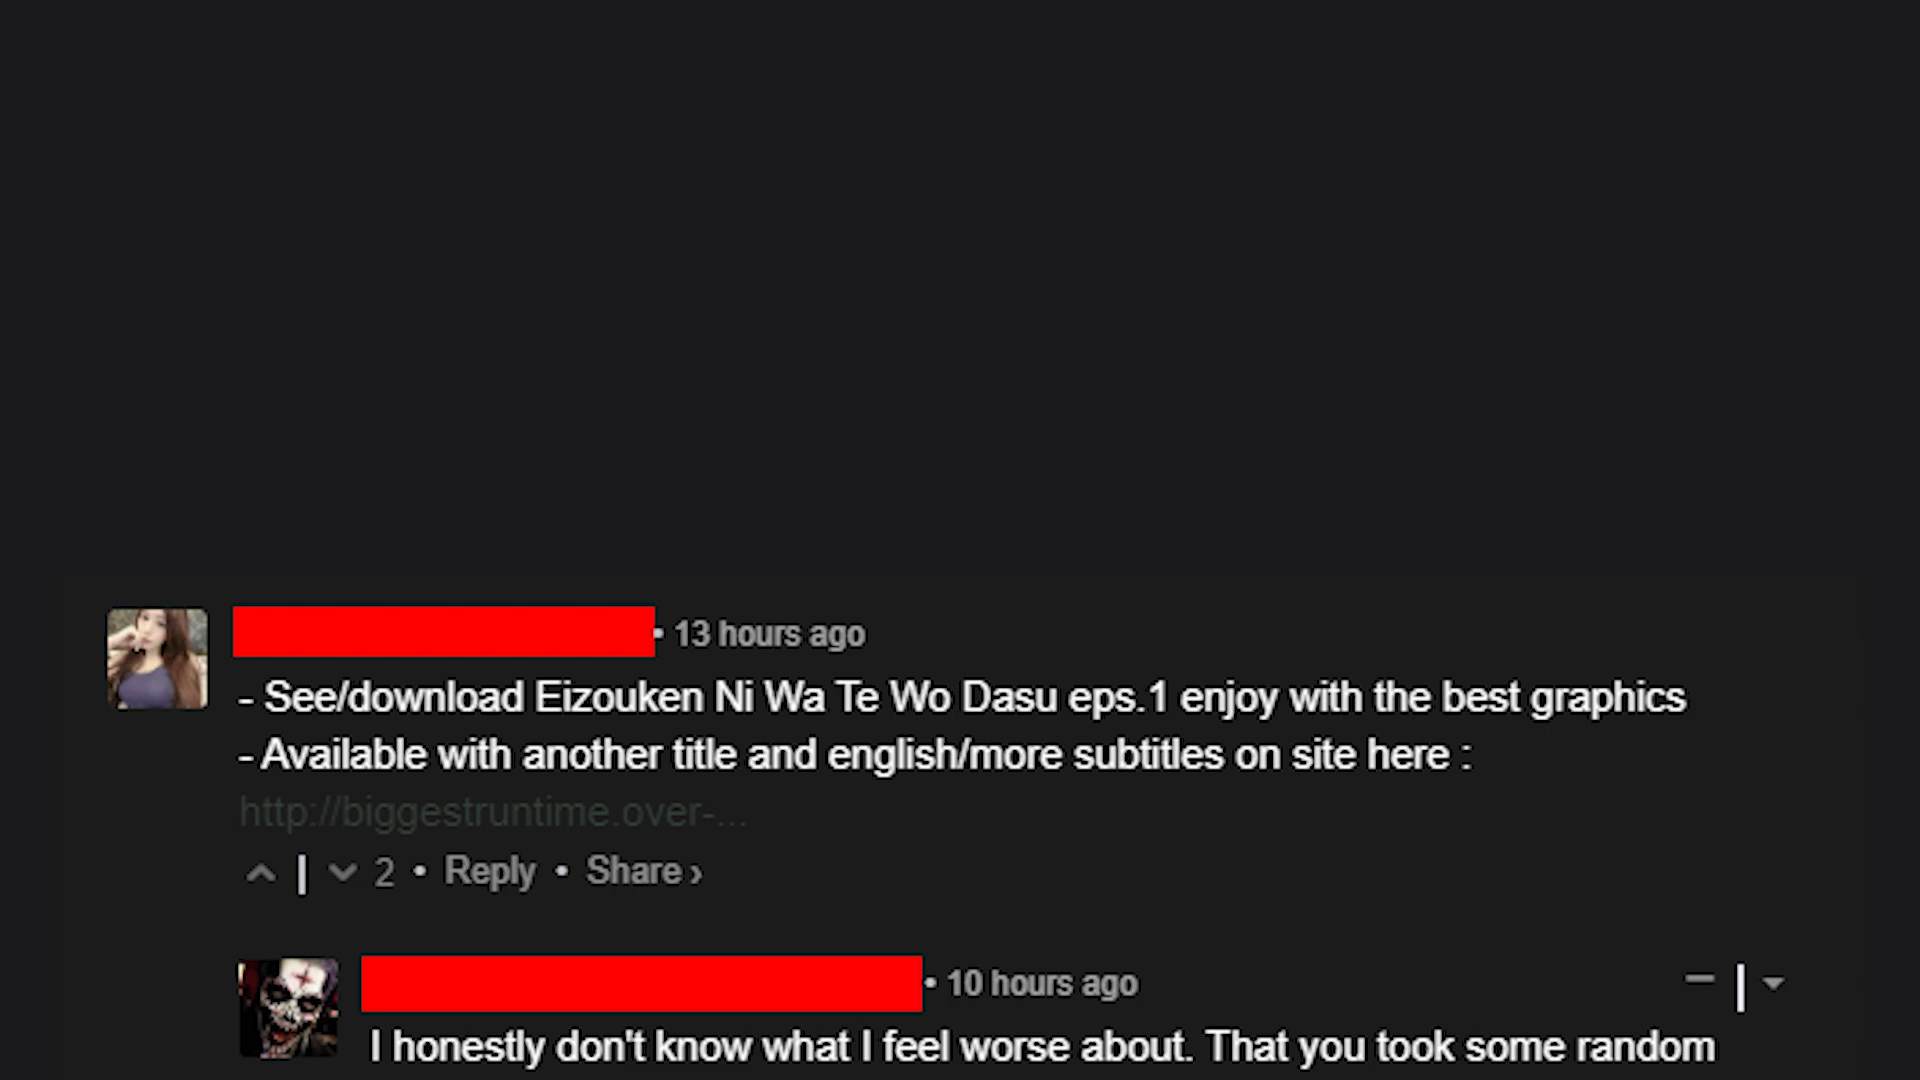 • 13 hours ago
- See/download Eizouken Ni Wa Te Wo Dasu eps.1 enjoy with the best graphics
- Available with another title and english/more subtitles on site here :
http://biggestruntime.over-...
2 • Reply • Share ›
• 10 hours ago
I honestly don't know what I feel worse about. That you took some random